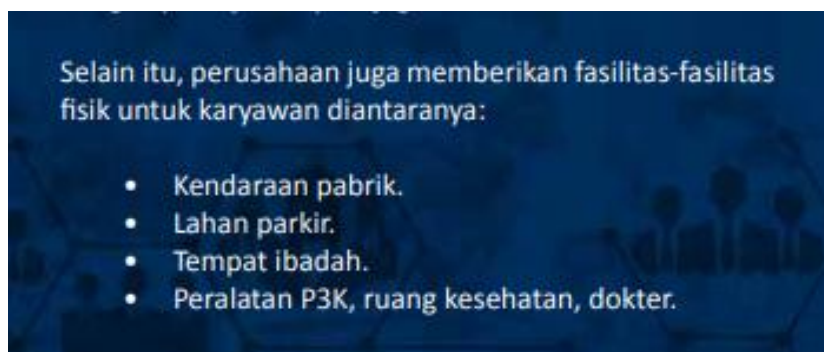 Selain itu, perusahaan juga memberikan fasilitas-fasilitas
fisik untuk karyawan diantaranya:
• Kendaraan pabrik.
• Lahan parkir.
• Tempat ibadah.
• Peralatan P3K, ruang kesehatan, dokter.